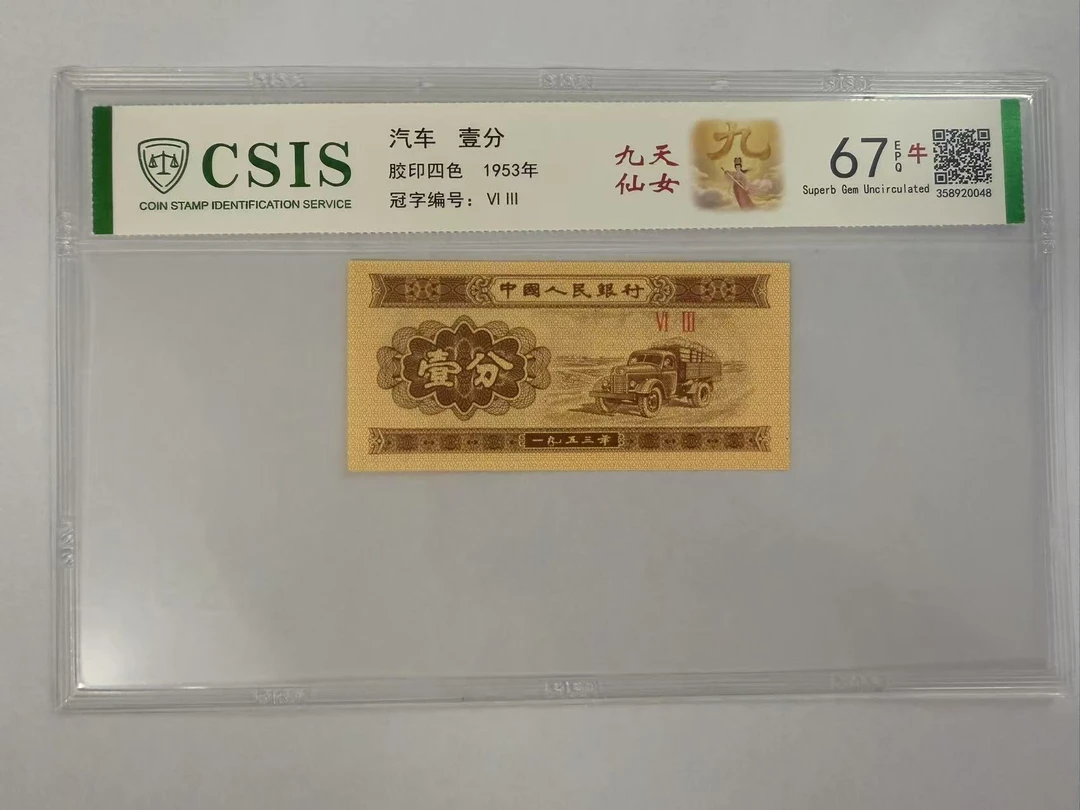 CSIS
COIN STAMP IDENTIFICATION SERVICE
汽车 壹分
胶印四色 1953年
冠字编号: VI III
九天
仙女
九
67 EPQ 牛
Superb Gem Uncirculated
358920048
中國人民銀行
VI III
壹分
一九五三年